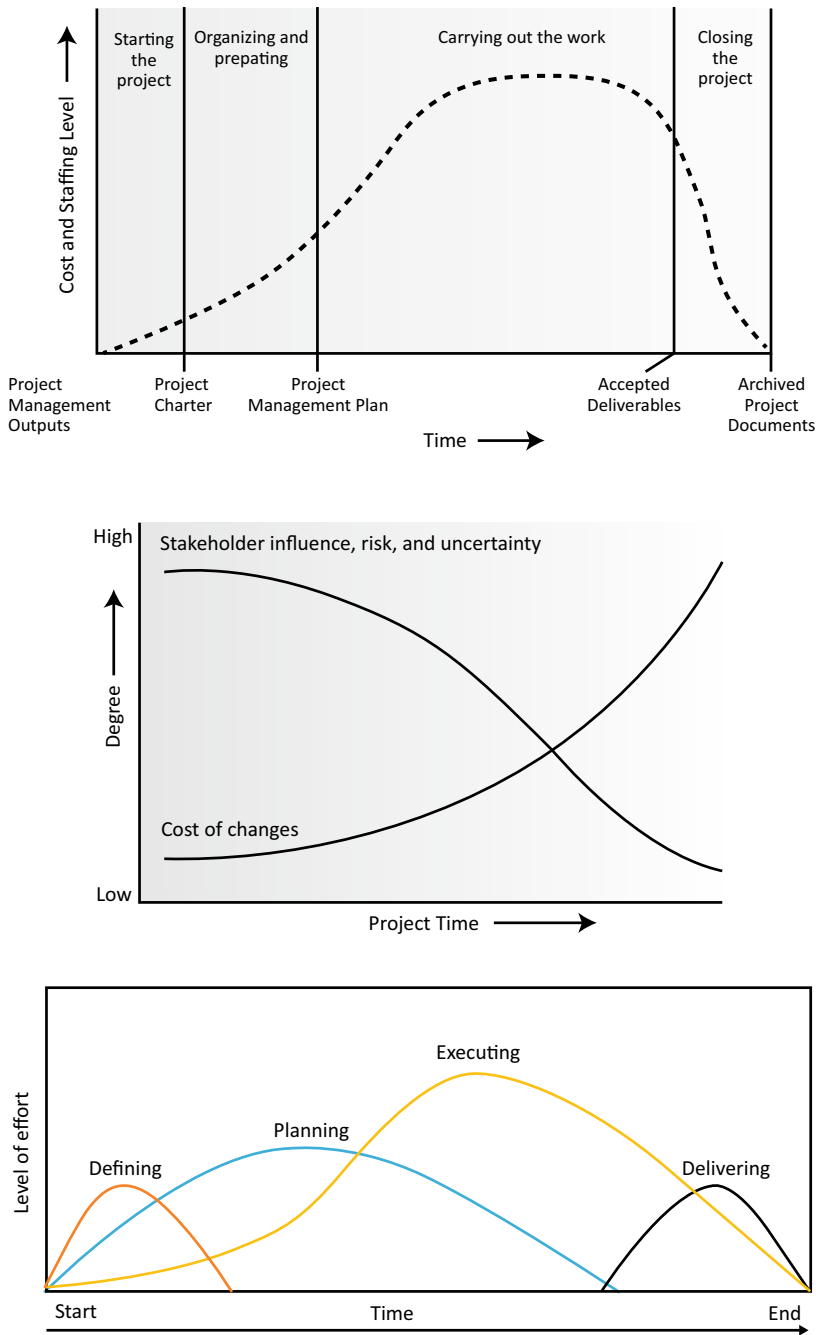 Starting
the
project
Organizing and
prepating
Carrying out the work
Closing
the
project
Cost and Staffing Level
Project
Management
Outputs
Project
Charter
Project
Management Plan
Accepted
Deliverables
Archived
Project
Documents
Time
High
Stakeholder influence, risk, and uncertainty
Degree
Cost of changes
Low
Project Time
Executing
Planning
Defining
Delivering
Level of effort
Start
Time
End